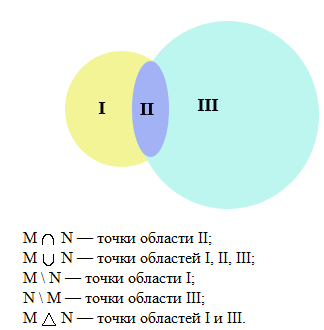 I II III
M ∩ N — точки области II;
M ∪ N — точки областей I, II, III;
M \ N — точки области I;
N \ M — точки области III;
M △ N — точки областей I и III.